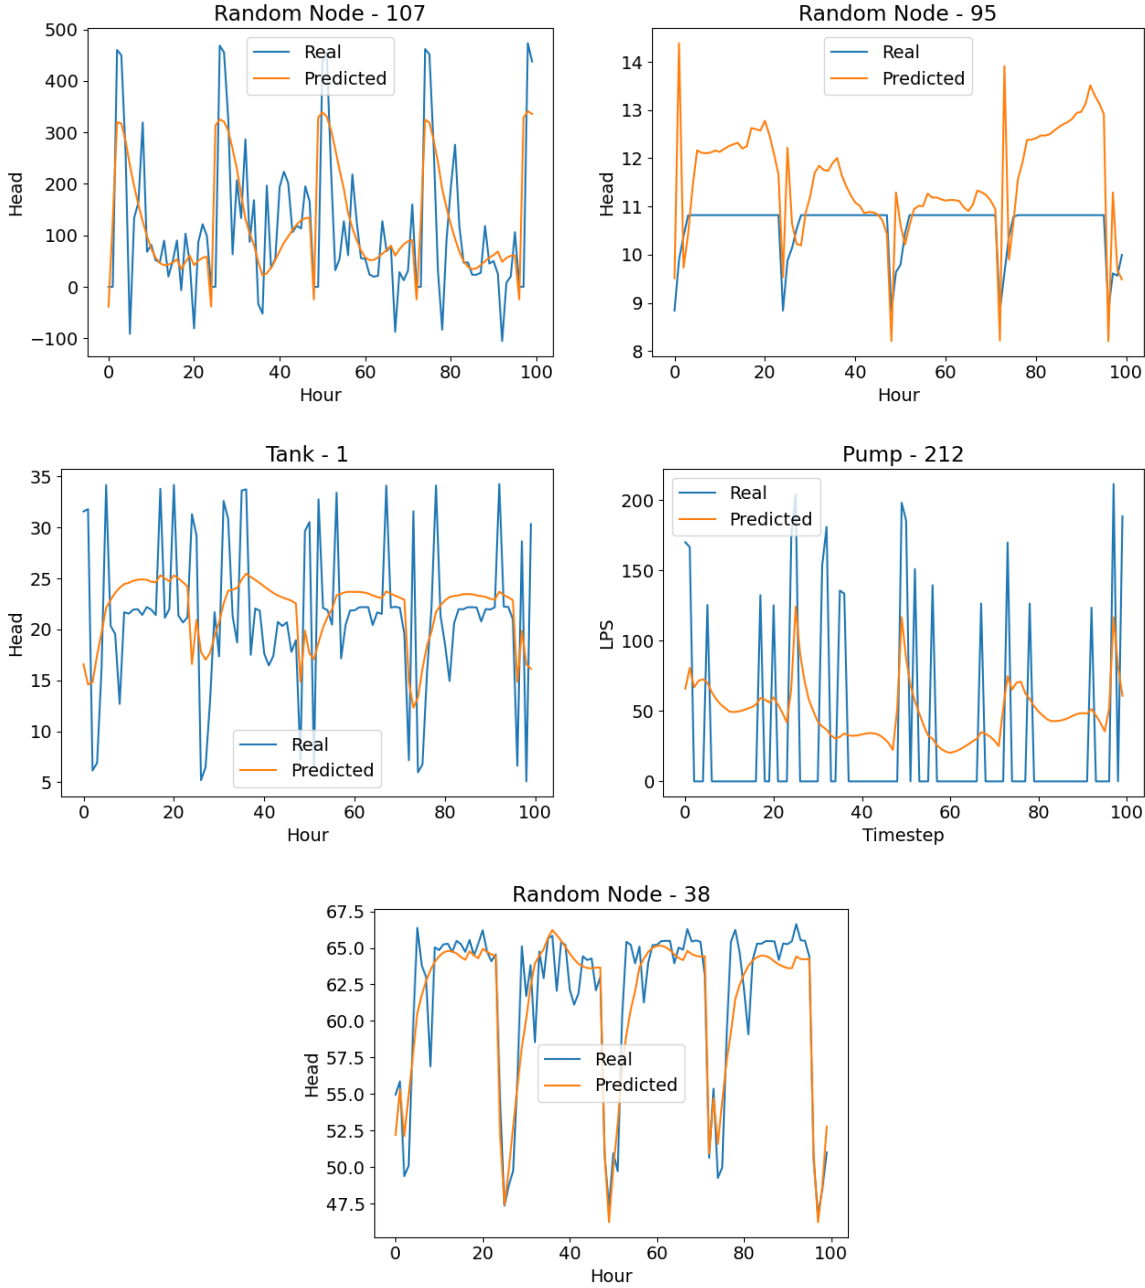 Random Node - 107
500
400
300
200
100
0
−100
Head
Real
Predicted
0
20
40
60
80
100
Hour
Random Node - 95
14
13
12
11
10
9
8
Head
Real
Predicted
0
20
40
60
80
100
Hour
Tank - 1
35
30
25
20
15
10
5
Head
Real
Predicted
0
20
40
60
80
100
Hour
Pump - 212
200
150
100
50
0
LPS
Real
Predicted
0
20
40
60
80
100
Timestep
Random Node - 38
67.5
65.0
62.5
60.0
57.5
55.0
52.5
50.0
47.5
Head
Real
Predicted
0
20
40
60
80
100
Hour